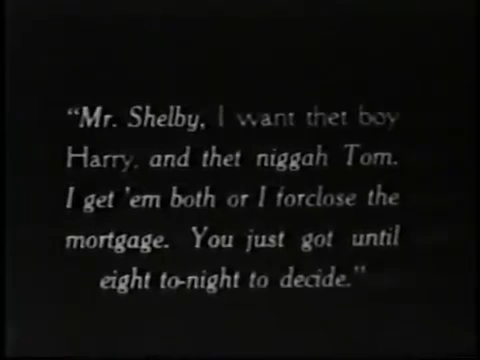 “Mr. Shelby, I want thet boy
Harry, and thet niggah Tom.
I get 'em both or I forclose the
mortgage. You just got until
eight to-night to decide.”